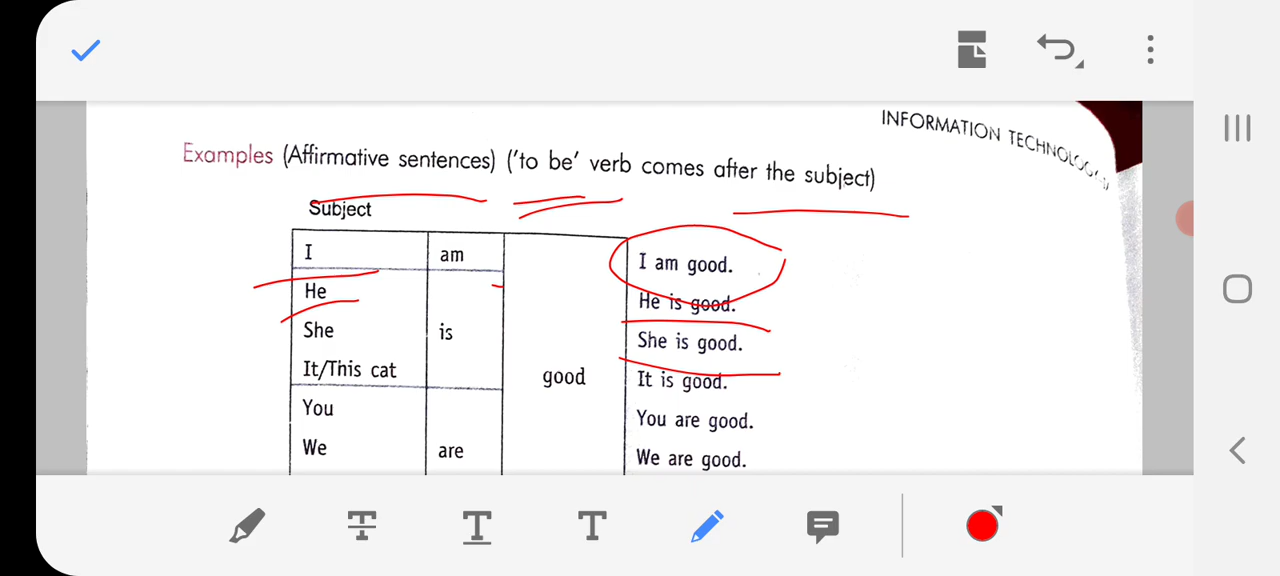 INFORMATION TECHNOLOGY
Examples (Affirmative sentences) ('to be' verb comes after the subject)
Subject
I am I am good.
He He is good.
She is She is good.
It/This cat good It is good.
You You are good.
We are We are good.
T T T